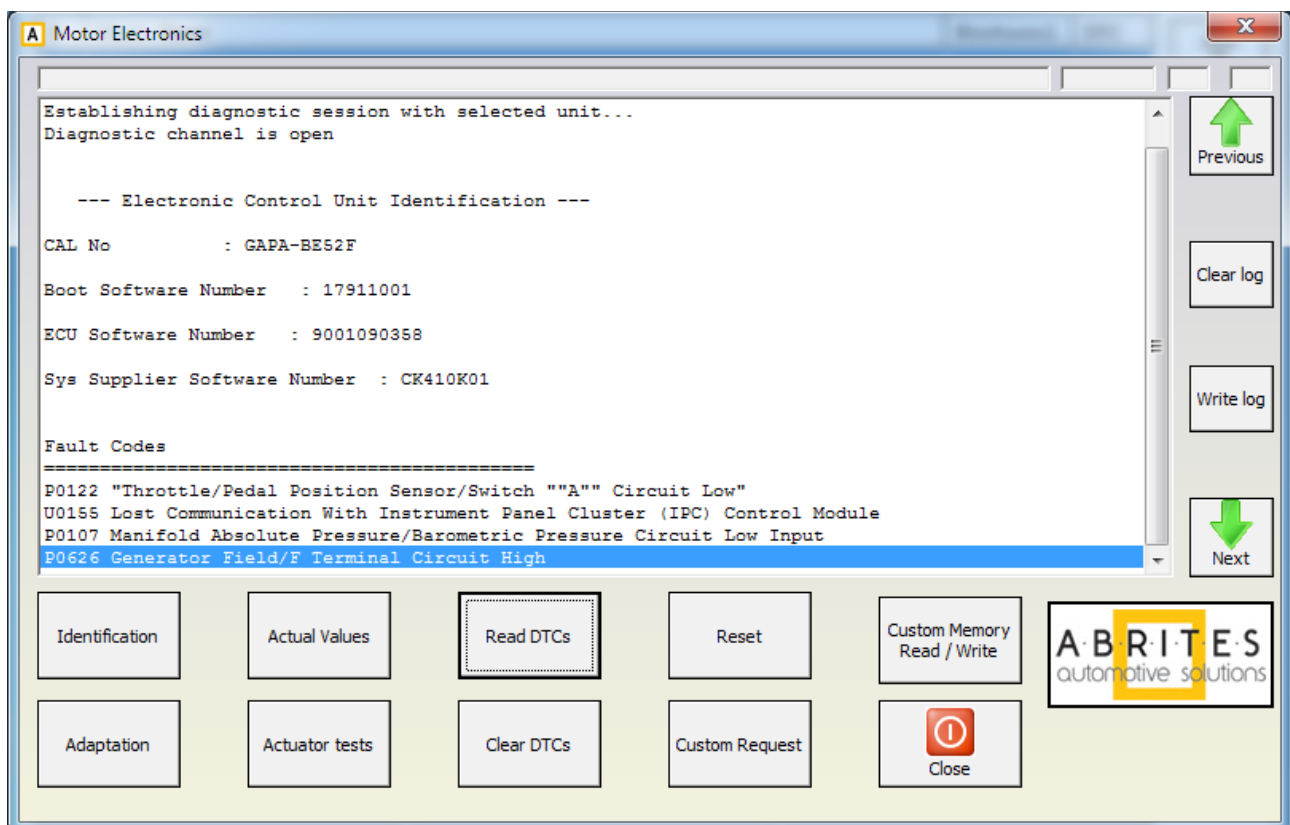 A Motor Electronics
Establishing diagnostic session with selected unit...
Diagnostic channel is open
--- Electronic Control Unit Identification ---
CAL No : GAPA-BE52F
Boot Software Number : 17911001
ECU Software Number : 9001090358
Sys Supplier Software Number : CK410K01
Fault Codes
============================================
P0122 "Throttle/Pedal Position Sensor/Switch ""A"" Circuit Low"
U0155 Lost Communication With Instrument Panel Cluster (IPC) Control Module
P0107 Manifold Absolute Pressure/Barometric Pressure Circuit Low Input
P0626 Generator Field/F Terminal Circuit High
Previous
Clear log
Write log
Next
Identification
Actual Values
Read DTCs
Reset
Custom Memory
Read / Write
A·B·R·I·T·E·S
automotive solutions
Adaptation
Actuator tests
Clear DTCs
Custom Request
Close